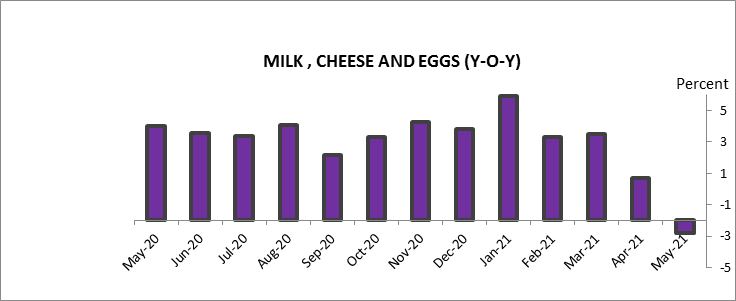 MILK , CHEESE AND EGGS (Y-O-Y)
Percent
5
3
1
-1
-3
-5
May-20 Jun-20 Jul-20 Aug-20 Sep-20 Oct-20 Nov-20 Dec-20 Jan-21 Feb-21 Mar-21 Apr-21 May-21